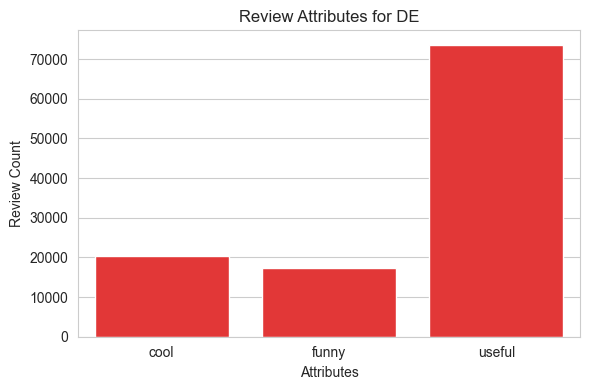 Review Attributes for DE
Review Count
70000
60000
50000
40000
30000
20000
10000
0
cool funny useful
Attributes